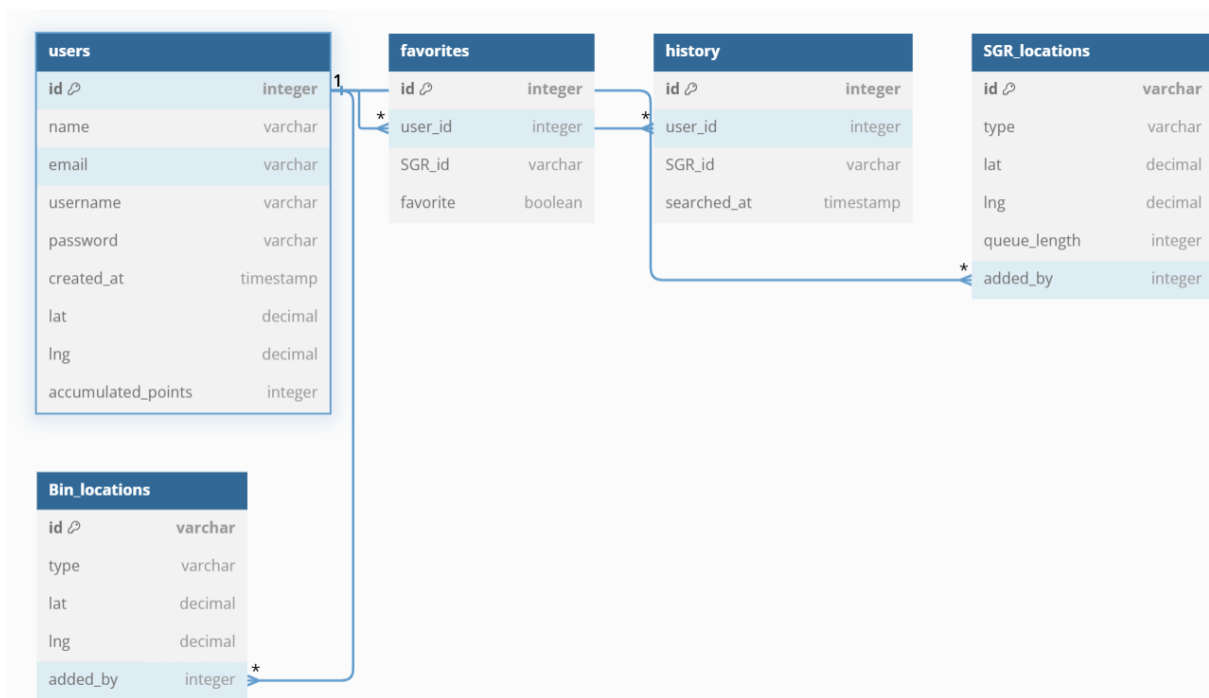 users
id integer
name varchar
email varchar
username varchar
password varchar
created_at timestamp
lat decimal
lng decimal
accumulated_points integer
1
favorites
id integer
* user_id integer
SGR_id varchar
favorite boolean
history
id integer
* user_id integer
SGR_id varchar
searched_at timestamp
SGR_locations
id varchar
type varchar
lat decimal
lng decimal
queue_length integer
* added_by integer
Bin_locations
id varchar
type varchar
lat decimal
lng decimal
added_by integer *